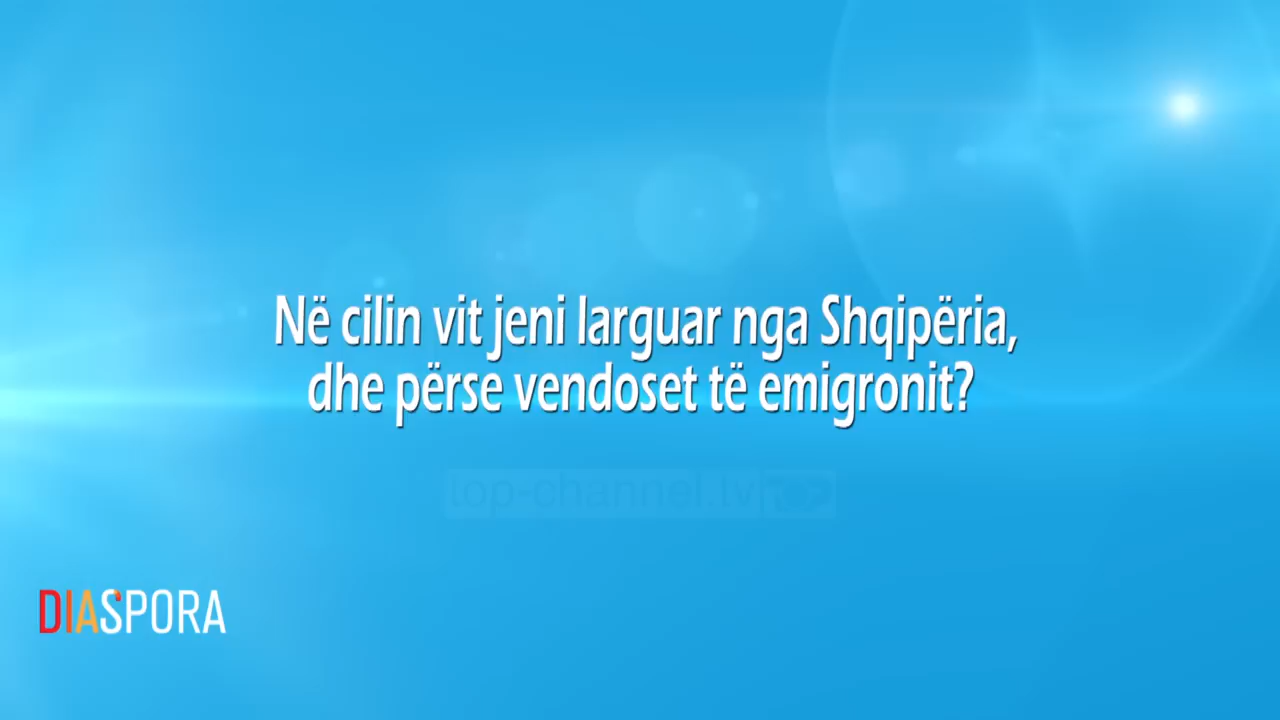 Në cilin vit jeni larguar nga Shqipëria,
dhe përse vendoset të emigronit?
top-channel.tv
DIASPORA